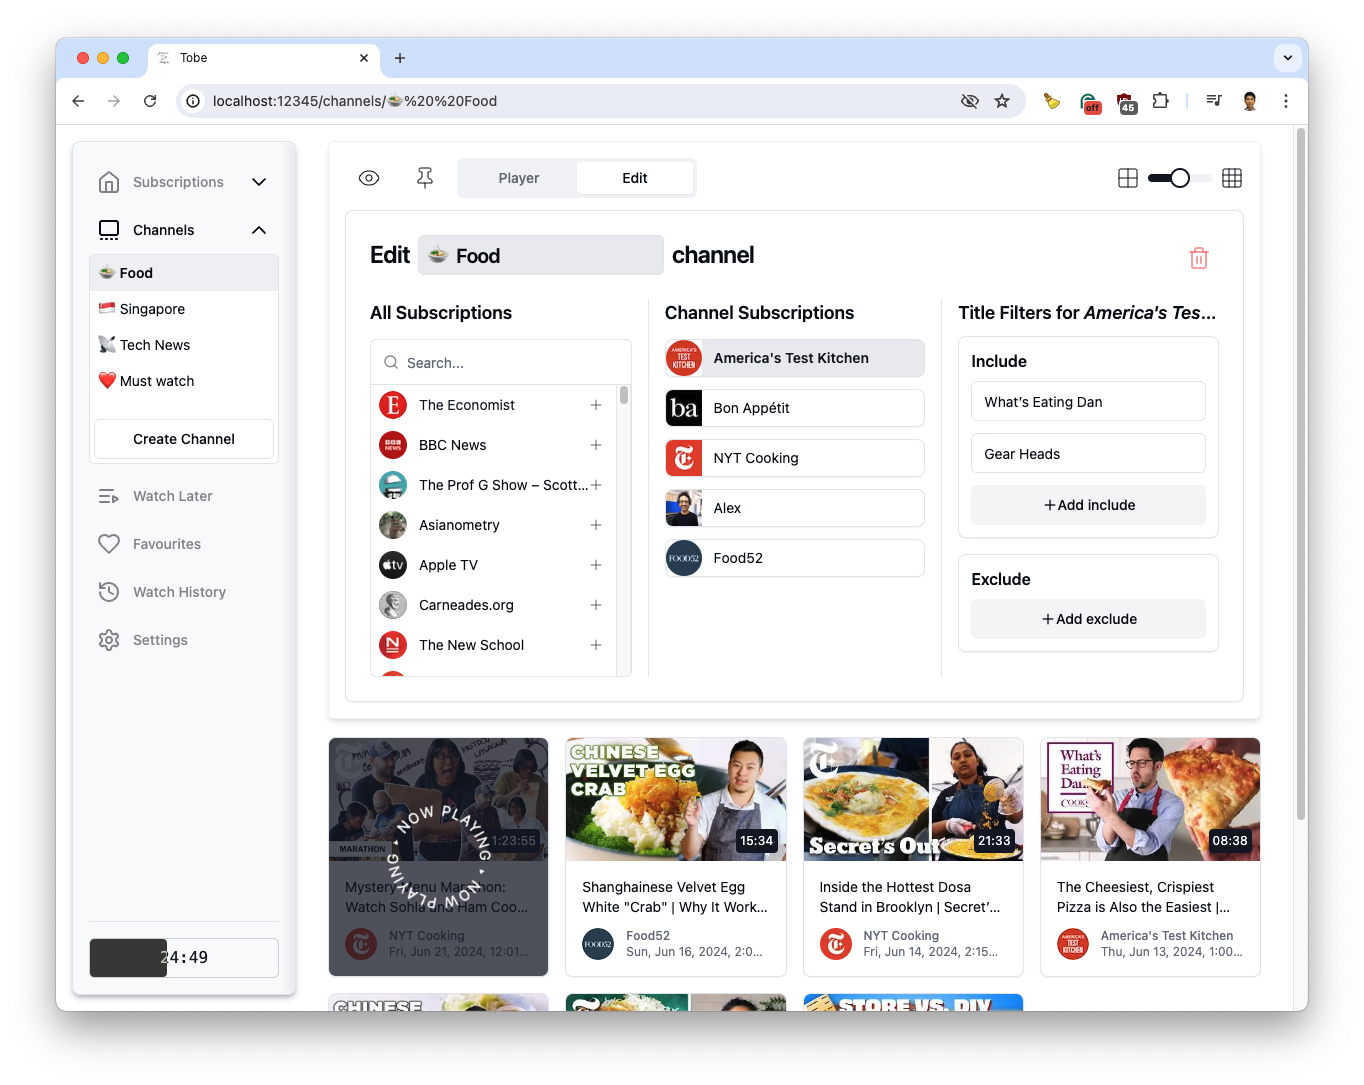 Tobe
localhost:12345/channels/🍲%20%20Food
off
45
Subscriptions
Channels
🍲 Food
🇸🇬 Singapore
📡 Tech News
❤️ Must watch
Create Channel
Watch Later
Favourites
Watch History
Settings
24:49
Player
Edit
Edit 🍲 Food channel
All Subscriptions
Search...
The Economist
BBC News
The Prof G Show – Scott...
Asianometry
Apple TV
Carneades.org
The New School
Channel Subscriptions
AMERICA'S
TEST
KITCHEN
America's Test Kitchen
ba
Bon Appétit
NYT Cooking
Alex
FOOD52
Food52
Title Filters for America's Tes...
Include
What's Eating Dan
Gear Heads
+ Add include
Exclude
+ Add exclude
MARATHON
1:23:55
NOW PLAYING • NOW PLAYING •
Mystery Menu Marathon:
Watch Sohla and Ham Coo...
NYT Cooking
Fri, Jun 21, 2024, 12:01...
CHINESE
VELVET EGG
CRAB
15:34
Shanghainese Velvet Egg
White "Crab" | Why It Work...
FOOD52
Food52
Sun, Jun 16, 2024, 2:0...
Secret's Out
21:33
Inside the Hottest Dosa
Stand in Brooklyn | Secret'...
NYT Cooking
Fri, Jun 14, 2024, 2:15...
What's
Eating
Dan
08:38
The Cheesiest, Crispiest
Pizza is Also the Easiest |...
America's Test Kitchen
Thu, Jun 13, 2024, 1:00...
CHINESE
STORE VS. DIY